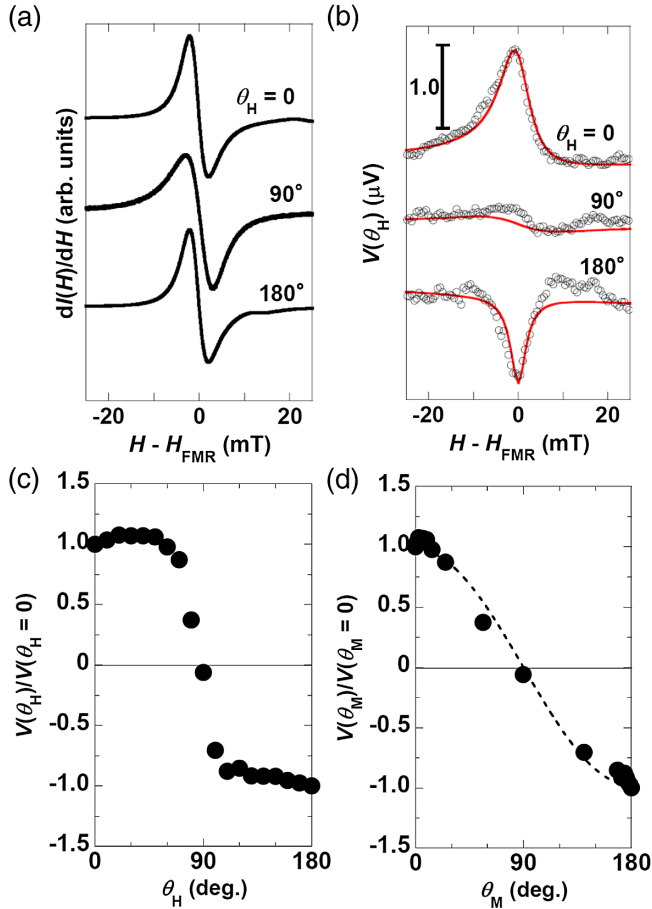 (a)
dI(H)/dH (arb. units)
θH = 0
90°
180°
-20
0
20
H - HFMR (mT)
(b)
V(θH) (μV)
1.0
θH = 0
90°
180°
-20
0
20
H - HFMR (mT)
(c)
V(θH)/V(θH = 0)
1.5
1.0
0.5
0
-0.5
-1.0
-1.5
0
90
180
θH (deg.)
(d)
V(θM)/V(θM = 0)
1.5
1.0
0.5
0
-0.5
-1.0
-1.5
0
90
180
θM (deg.)